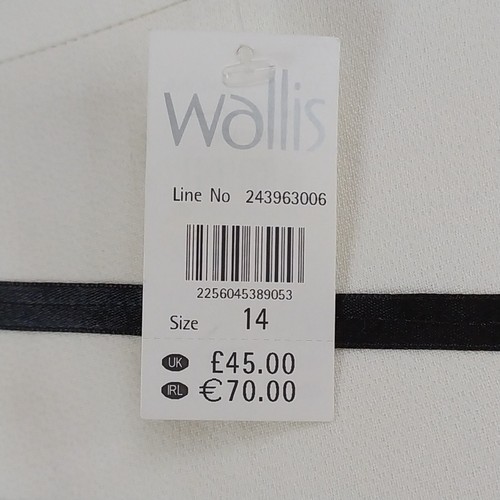 Wallis
Line No 243963006
2256045389053
Size 14
UK £45.00
IRL €70.00